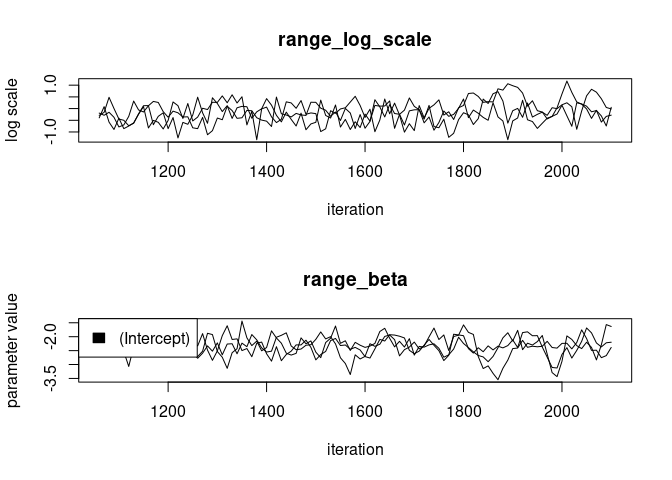 range_log_scale
log scale
1.0
-1.0
1200 1400 1600 1800 2000
iteration
range_beta
parameter value
-2.0
-3.5
(Intercept)
1200 1400 1600 1800 2000
iteration